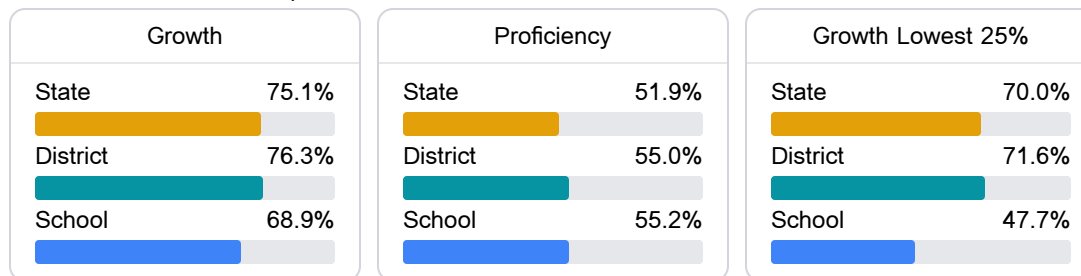 Growth
State 75.1%
District 76.3%
School 68.9%
Proficiency
State 51.9%
District 55.0%
School 55.2%
Growth Lowest 25%
State 70.0%
District 71.6%
School 47.7%